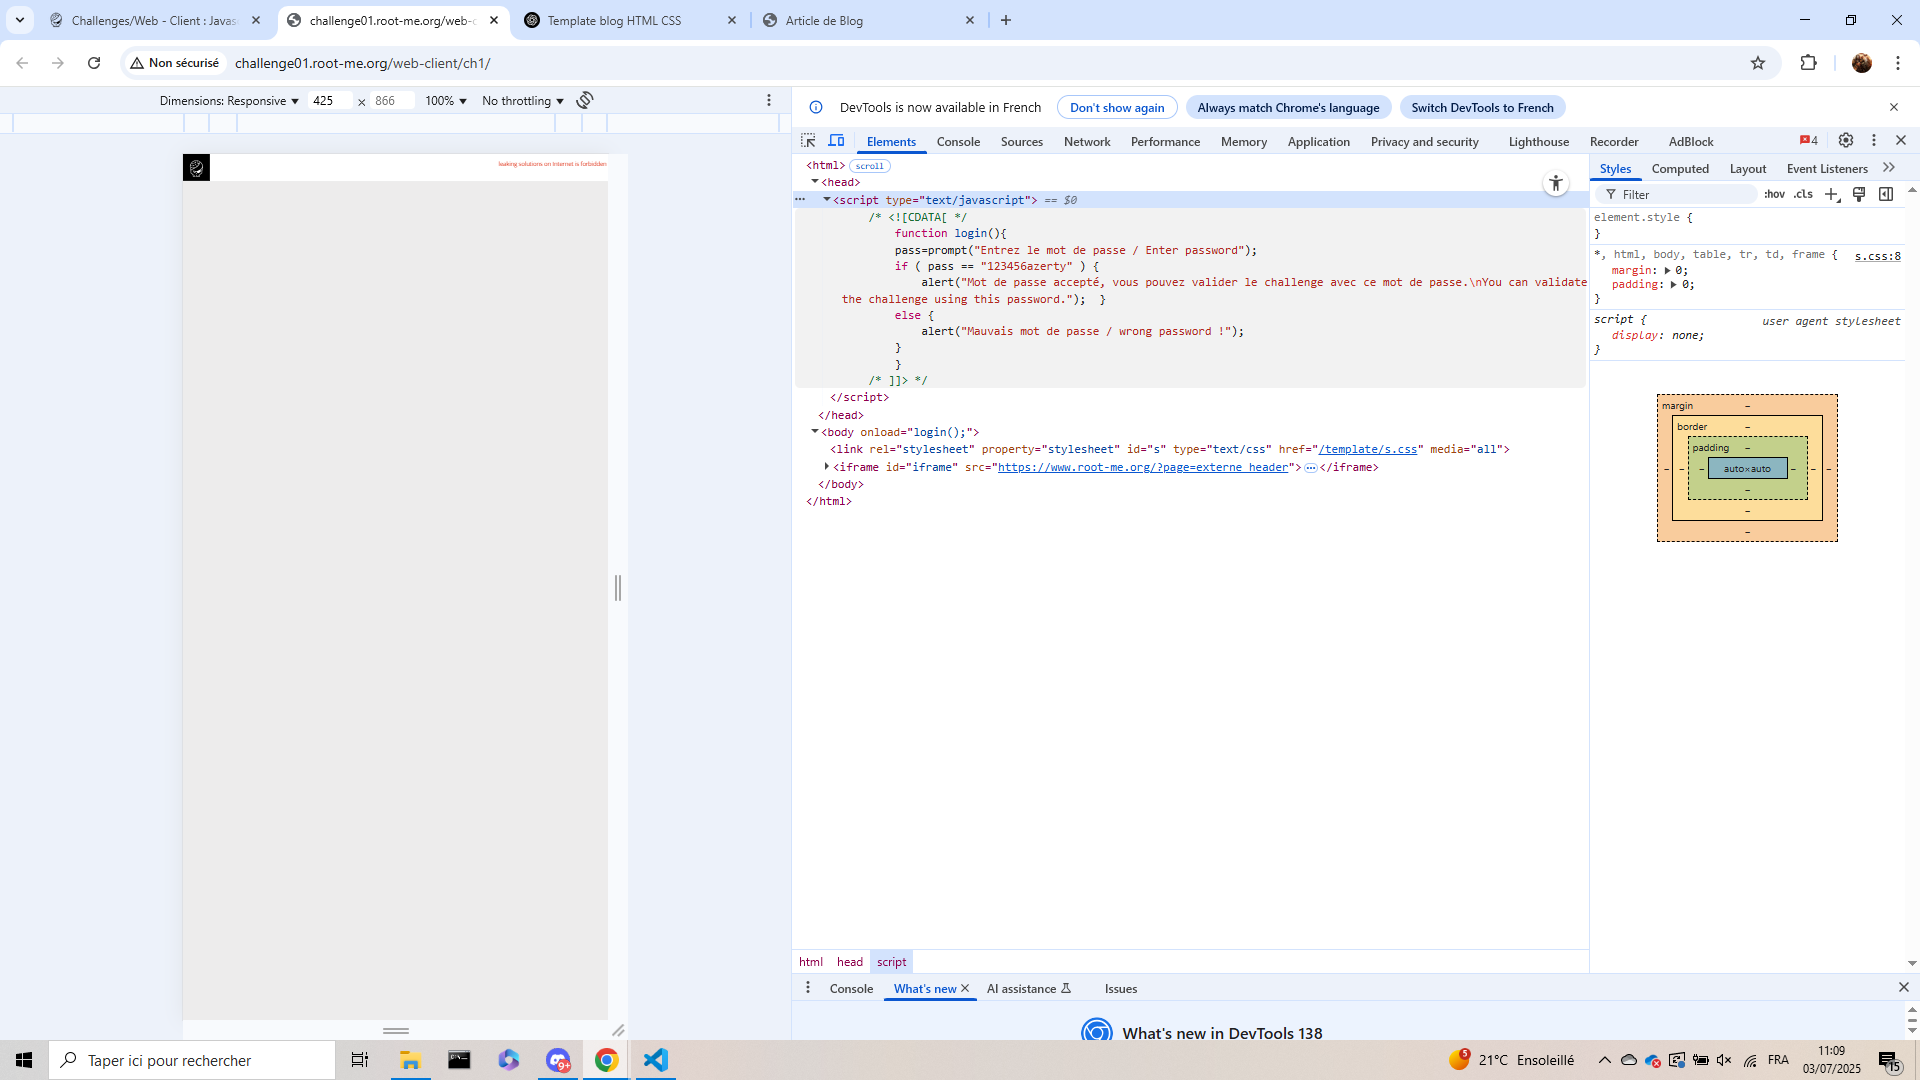 Challenges/Web - Client : Javas
challenge01.root-me.org/web-c
Template blog HTML CSS
Article de Blog
Non sécurisé
challenge01.root-me.org/web-client/ch1/
Dimensions: Responsive
425
x
866
100%
No throttling
leaking solutions on internet is forbidden
DevTools is now available in French
Don't show again
Always match Chrome's language
Switch DevTools to French
Elements
Console
Sources
Network
Performance
Memory
Application
Privacy and security
Lighthouse
Recorder
AdBlock
4
<html> scroll
<head>
<script type="text/javascript"> == $0
/* <![CDATA[ */
function login(){
pass=prompt("Entrez le mot de passe / Enter password");
if ( pass == "123456azerty" ) {
alert("Mot de passe accepté, vous pouvez valider le challenge avec ce mot de passe.\nYou can validate
the challenge using this password."); }
else {
alert("Mauvais mot de passe / wrong password !");
}
}
/* ]]> */
</script>
</head>
<body onload="login();">
<link rel="stylesheet" property="stylesheet" id="s" type="text/css" href="/template/s.css" media="all">
<iframe id="iframe" src="https://www.root-me.org/?page=externe_header">…</iframe>
</body>
</html>
Styles
Computed
Layout
Event Listeners
Filter
:hov
.cls
element.style {
}
*, html, body, table, tr, td, frame {
s.css:8
margin: 0;
padding: 0;
}
script {
user agent stylesheet
display: none;
}
margin
–
border
–
padding
–
– – – auto×auto – – –
–
–
–
html
head
script
Console
What's new
AI assistance
Issues
What's new in DevTools 138
Taper ici pour rechercher
9+
5
21°C Ensoleillé
FRA
11:09
03/07/2025
15